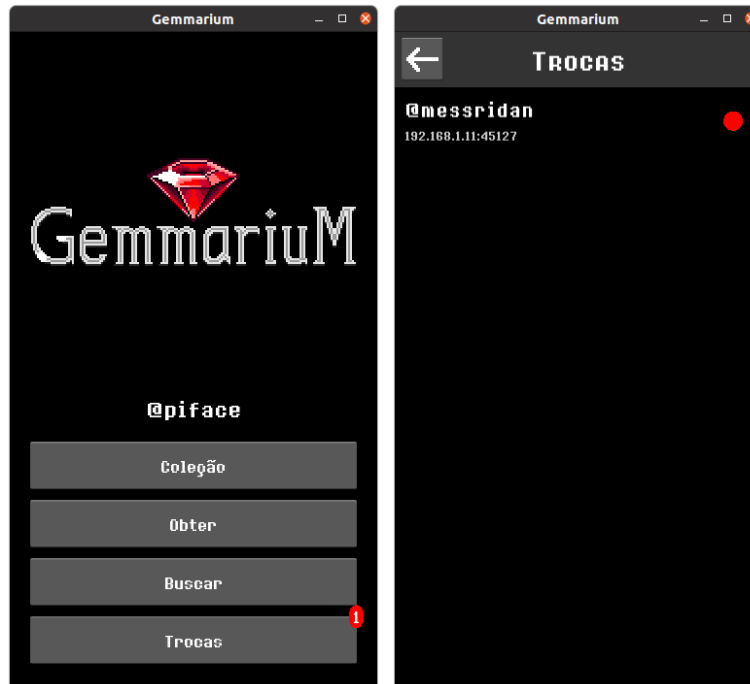 Gemmarium
GemmariuM
@piface
Coleção
Obter
Buscar
1
Trocas
Gemmarium
Trocas
@messridan
192.168.1.11:45127